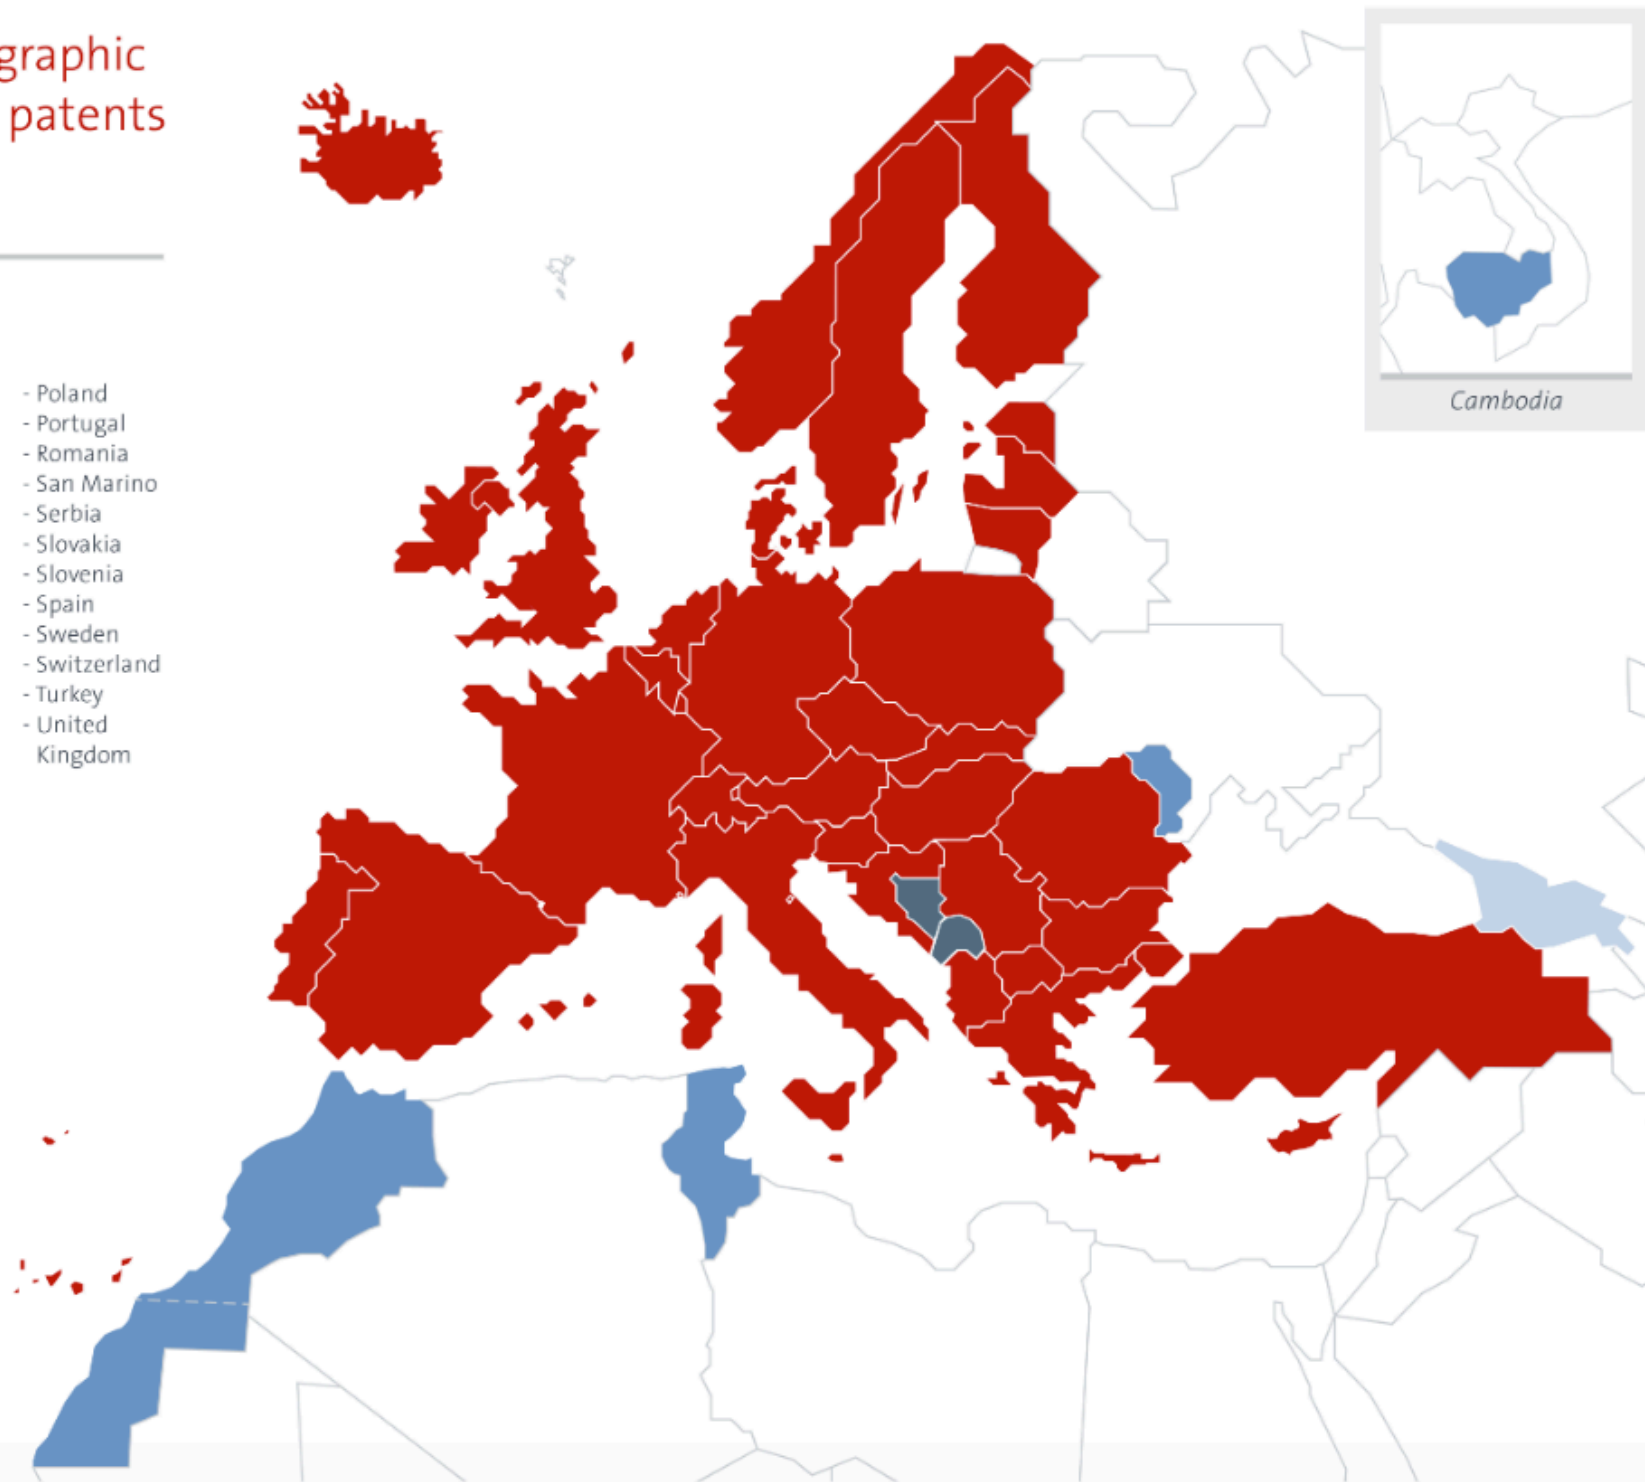 graphic
patents
- Poland
- Portugal
- Romania
- San Marino
- Serbia
- Slovakia
- Slovenia
- Spain
- Sweden
- Switzerland
- Turkey
- United
Kingdom
Cambodia